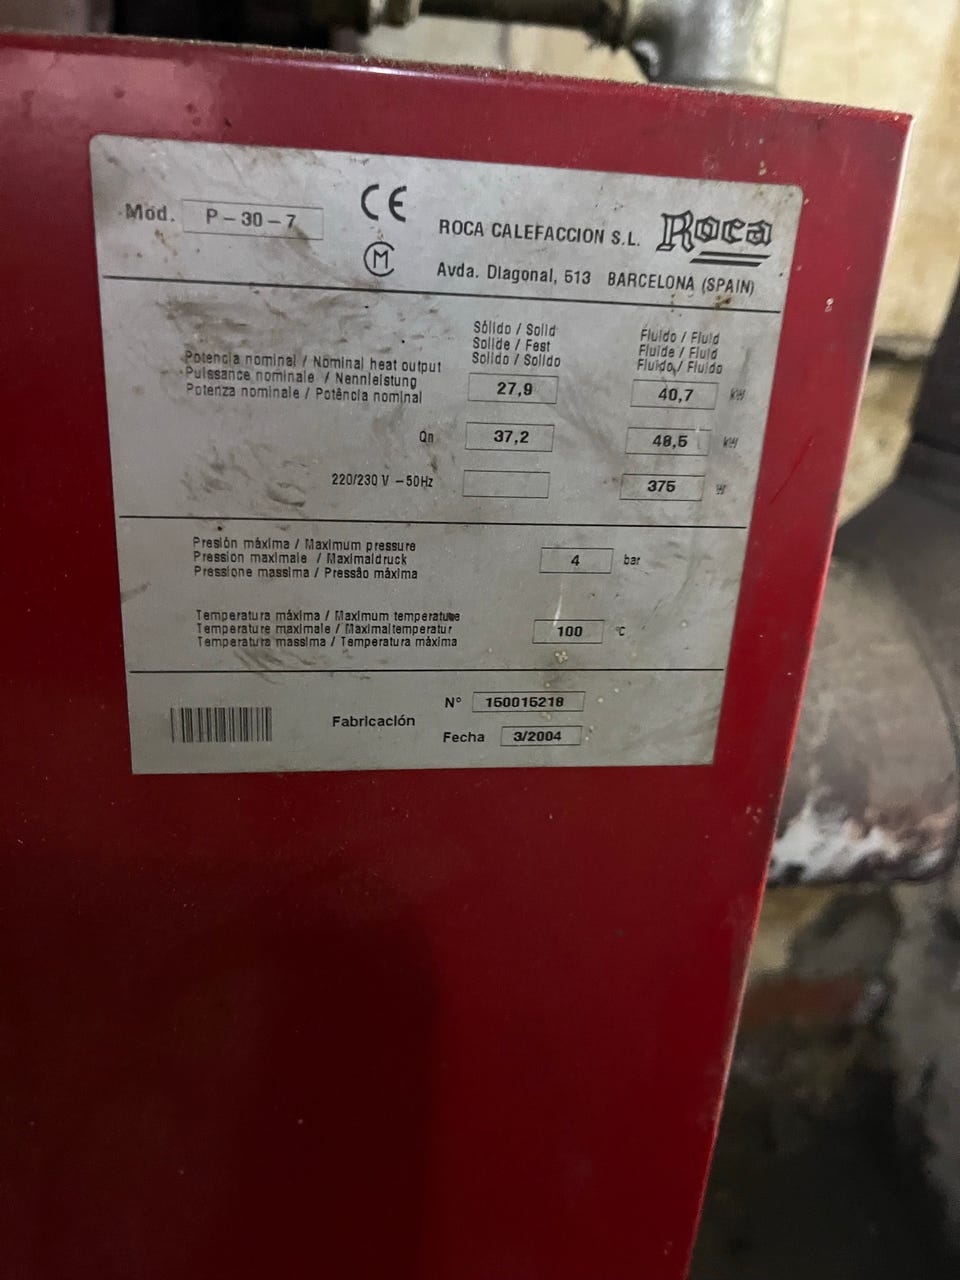 Mod. P-30-7
CE
M
ROCA CALEFACCION S.L.
Roca
Avda. Diagonal, 513 BARCELONA (SPAIN)
Sólido / Solid
Solide / Fest
Solido / Solido
Fluido / Fluid
Fluide / Fluid
Fluido / Fluido
Potencia nominal / Nominal heat output
Puissance nominale / Nennleistung
Potenza nominale / Potência nominal
27,9
40,7 kW
Qn 37,2 48,5 kW
220/230 V - 50Hz 375 W
Presión máxima / Maximum pressure
Pression maximale / Maximaldruck
Pressione massima / Pressão máxima
4 bar
Temperatura máxima / Maximum temperature
Temperature maximale / Maximaltemperatur
Temperatura massima / Temperatura máxima
100 °C
Fabricación
N° 150015218
Fecha 3/2004